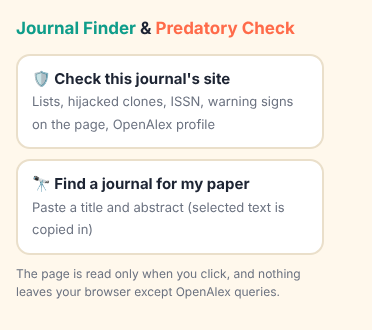 Journal Finder & Predatory Check
🛡️ Check this journal's site
Lists, hijacked clones, ISSN, warning signs
on the page, OpenAlex profile
🔭 Find a journal for my paper
Paste a title and abstract (selected text is
copied in)
The page is read only when you click, and nothing
leaves your browser except OpenAlex queries.